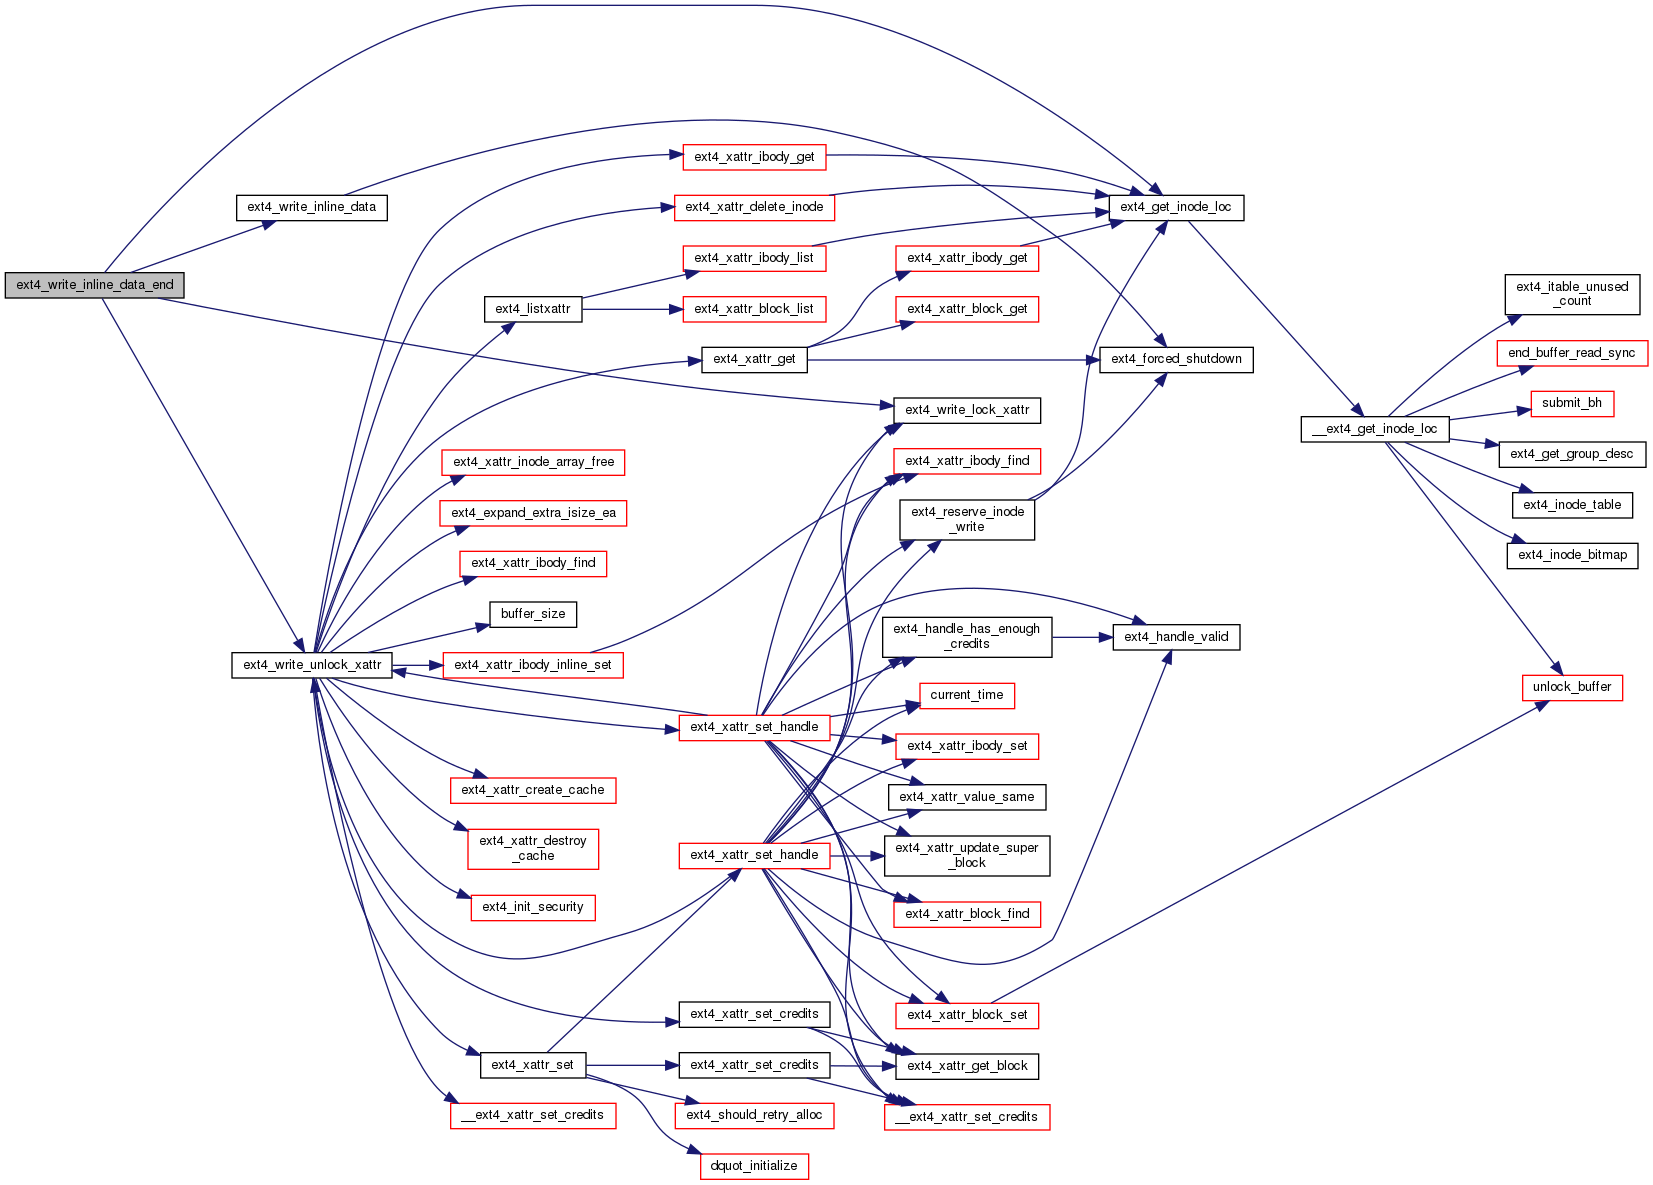 ext4_write_inline_data_end
ext4_write_inline_data
ext4_write_unlock_xattr
ext4_xattr_inode_array_free
ext4_expand_extra_isize_ea
ext4_xattr_ibody_find
buffer_size
ext4_xattr_ibody_inline_set
ext4_xattr_create_cache
ext4_xattr_destroy
_cache
ext4_init_security
ext4_listxattr
ext4_xattr_set
__ext4_xattr_set_credits
ext4_xattr_ibody_get
ext4_xattr_delete_inode
ext4_xattr_ibody_list
ext4_xattr_block_list
ext4_xattr_get
ext4_xattr_set_handle
ext4_xattr_set_handle
ext4_xattr_set_credits
ext4_xattr_set_credits
ext4_should_retry_alloc
dquot_initialize
ext4_xattr_ibody_get
ext4_xattr_block_get
ext4_write_lock_xattr
ext4_xattr_ibody_find
ext4_reserve_inode
_write
ext4_handle_has_enough
_credits
current_time
ext4_xattr_ibody_set
ext4_xattr_value_same
ext4_xattr_update_super
_block
ext4_xattr_block_find
ext4_xattr_block_set
ext4_xattr_get_block
__ext4_xattr_set_credits
ext4_get_inode_loc
ext4_forced_shutdown
ext4_handle_valid
__ext4_get_inode_loc
ext4_itable_unused
_count
end_buffer_read_sync
submit_bh
ext4_get_group_desc
ext4_inode_table
ext4_inode_bitmap
unlock_buffer